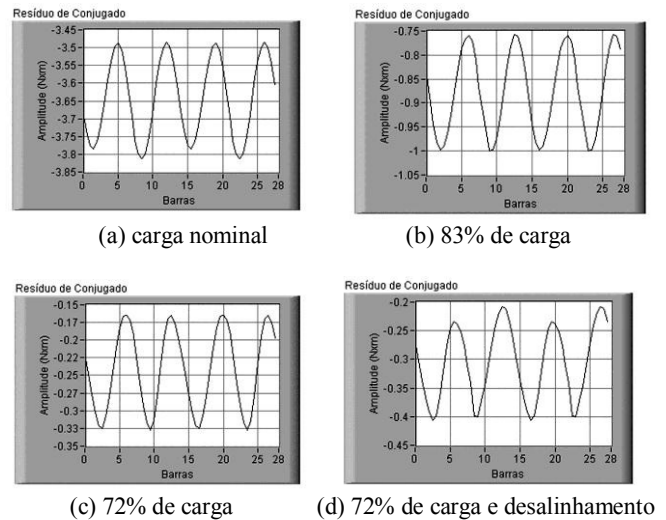 Resíduo de Conjugado
Amplitude (Nxm)
-3.45
-3.5
-3.55
-3.6
-3.65
-3.7
-3.75
-3.8
-3.85
0 5 10 15 20 25 28
Barras
(a) carga nominal
Resíduo de Conjugado
Amplitude (Nxm)
-0.75
-0.8
-0.85
-0.9
-0.95
-1
-1.05
0 5 10 15 20 25 28
Barras
(b) 83% de carga
Resíduo de Conjugado
Amplitude (Nxm)
-0.15
-0.17
-0.2
-0.22
-0.25
-0.27
-0.3
-0.33
-0.35
0 5 10 15 20 25 28
Barras
(c) 72% de carga
Resíduo de Conjugado
Amplitude (Nxm)
-0.2
-0.25
-0.3
-0.35
-0.4
-0.45
0 5 10 15 20 25 28
Barras
(d) 72% de carga e desalinhamento